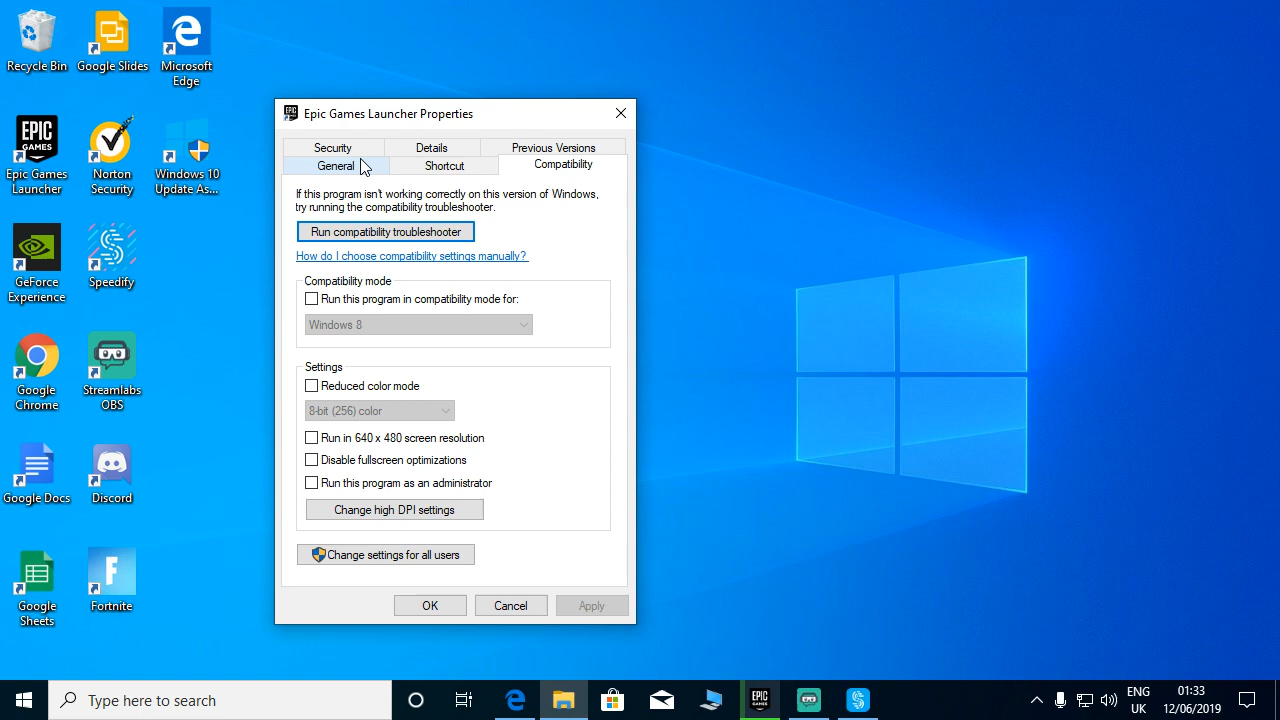 Recycle Bin
Google Slides
Microsoft
Edge
EPIC
GAMES
Epic Games
Launcher
Norton
Security
Windows 10
Update As...
GeForce
Experience
Speedify
Google
Chrome
Streamlabs
OBS
Google Docs
Discord
Google
Sheets
F
Fortnite
EPIC
GAMES
Epic Games Launcher Properties
Security
Details
Previous Versions
General
Shortcut
Compatibility
If this program isn't working correctly on this version of Windows,
try running the compatibility troubleshooter.
Run compatibility troubleshooter
How do I choose compatibility settings manually?
Compatibility mode
Run this program in compatibility mode for:
Windows 8
Settings
Reduced color mode
8-bit (256) color
Run in 640 x 480 screen resolution
Disable fullscreen optimizations
Run this program as an administrator
Change high DPI settings
Change settings for all users
OK
Cancel
Apply
Type here to search
EPIC
GAMES
ENG
UK
01:33
12/06/2019